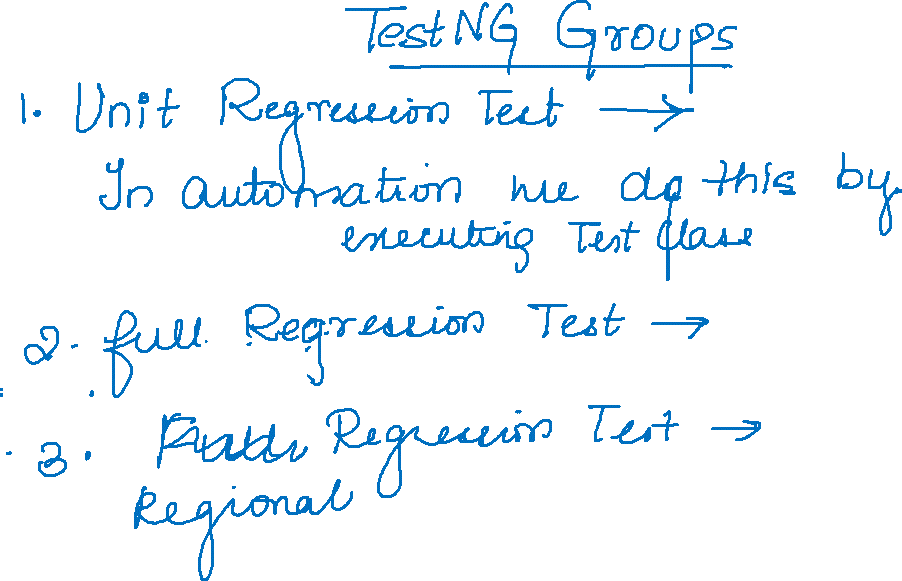 TestNG Groups
1. Unit Regression Test →
In automation we do this by
executing Test Class
2. full Regression Test →
3. Regression Test →
Regional